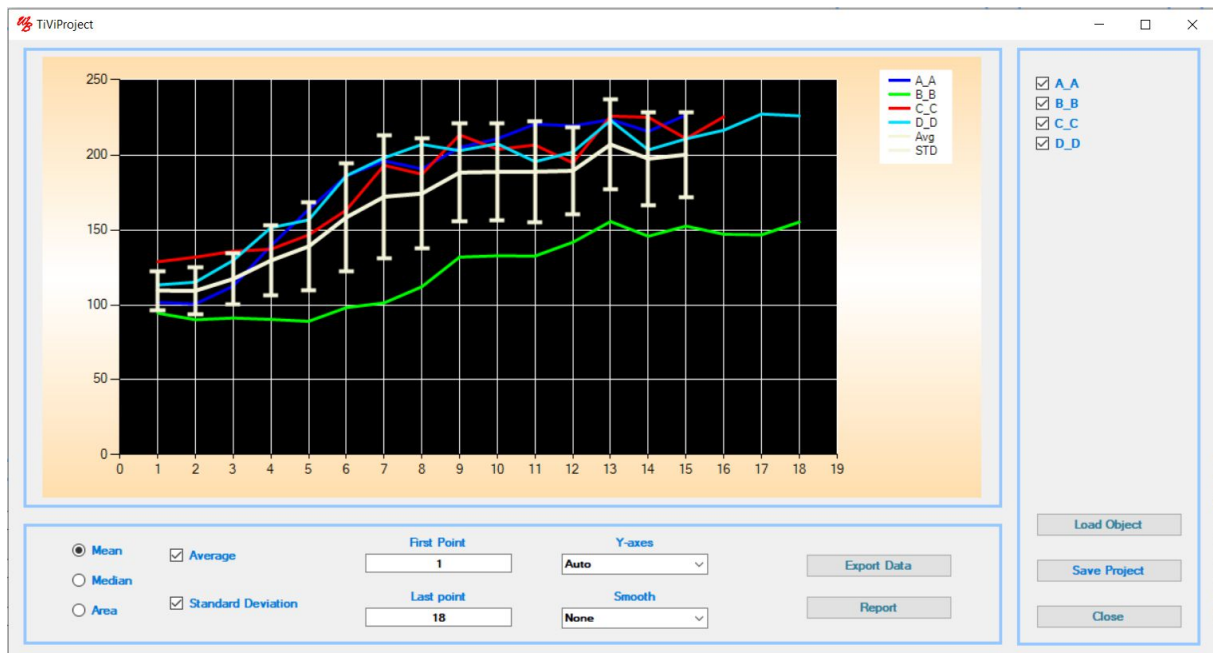 TiViProject
250
200
150
100
50
0
0 1 2 3 4 5 6 7 8 9 10 11 12 13 14 15 16 17 18 19
A_A
B_B
C_C
D_D
Avg
STD
A_A
B_B
C_C
D_D
Mean
Median
Area
Average
Standard Deviation
First Point
1
Last point
18
Y-axes
Auto
Smooth
None
Export Data
Report
Load Object
Save Project
Close